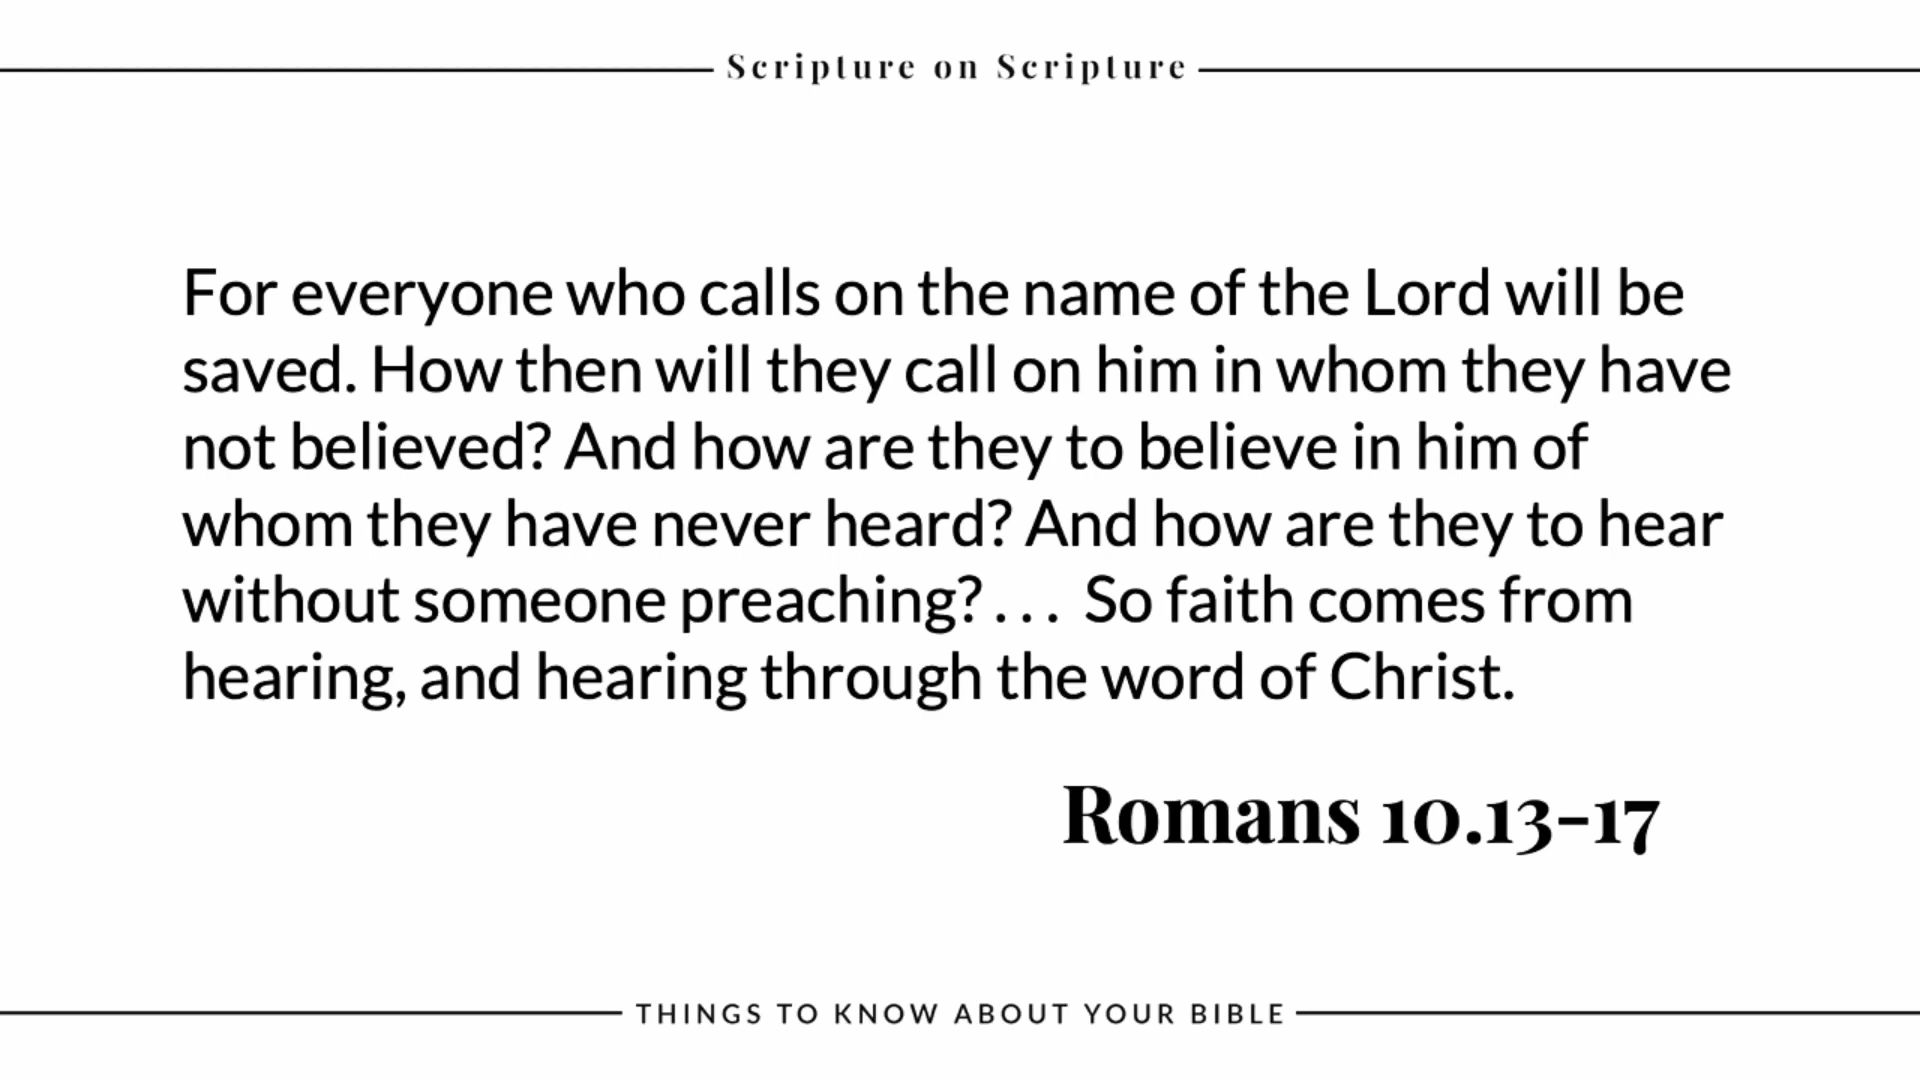 Scripture on Scripture
For everyone who calls on the name of the Lord will be
saved. How then will they call on him in whom they have
not believed? And how are they to believe in him of
whom they have never heard? And how are they to hear
without someone preaching? . . . So faith comes from
hearing, and hearing through the word of Christ.
Romans 10.13-17
THINGS TO KNOW ABOUT YOUR BIBLE